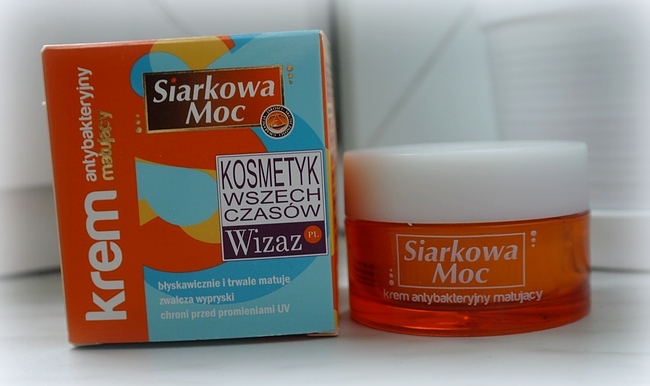 krem
antybakteryjny
matujący
Siarkowa
Moc
KOSMETYK
WSZECH
CZASÓW
Wizaz PL
błyskawicznie i trwale matuje
zwalcza wypryski
chroni przed promieniami UV
Siarkowa
Moc
krem antybakteryjny matujący